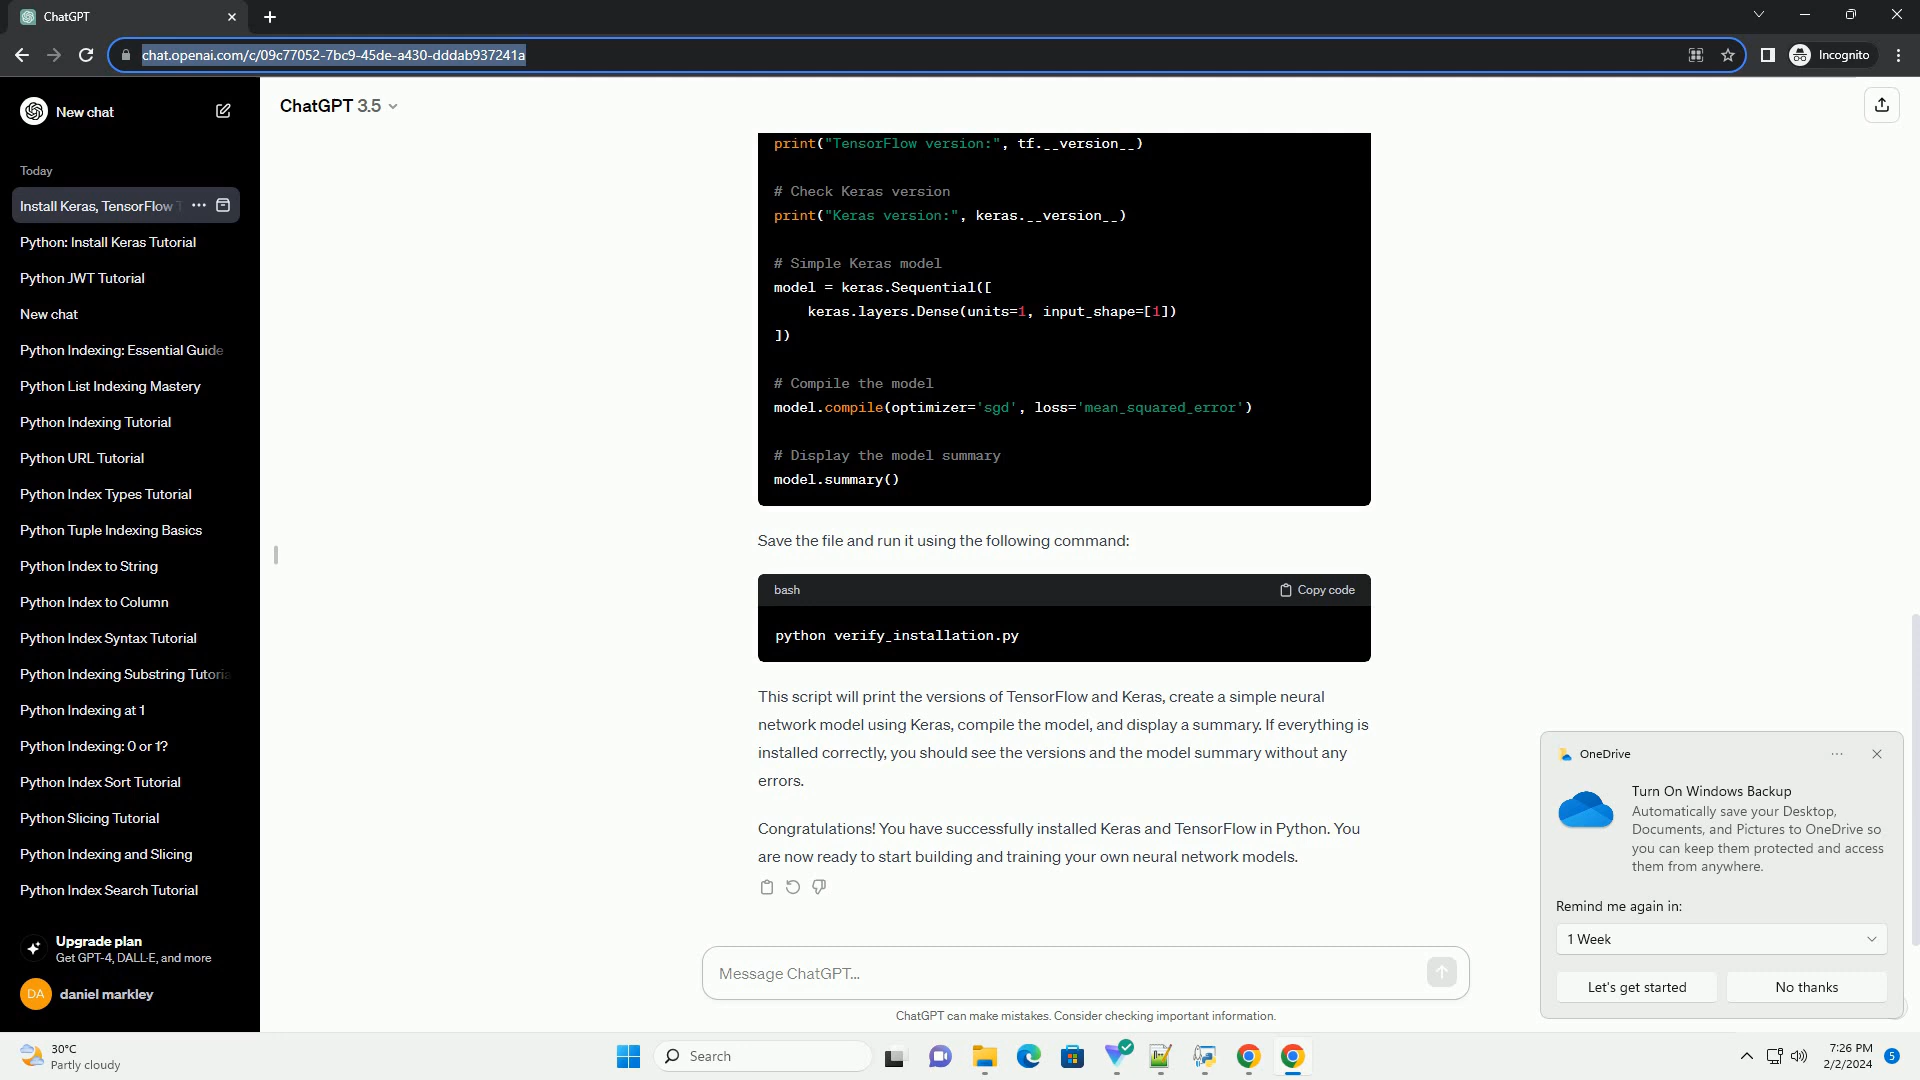 ChatGPT
chat.openai.com/c/09c77052-7bc9-45de-a430-dddab937241a
Incognito
New chat
Today
Install Keras, TensorFlow
Python: Install Keras Tutorial
Python JWT Tutorial
New chat
Python Indexing: Essential Guide
Python List Indexing Mastery
Python Indexing Tutorial
Python URL Tutorial
Python Index Types Tutorial
Python Tuple Indexing Basics
Python Index to String
Python Index to Column
Python Index Syntax Tutorial
Python Indexing Substring Tutoria
Python Indexing at 1
Python Indexing: 0 or 1?
Python Index Sort Tutorial
Python Slicing Tutorial
Python Indexing and Slicing
Python Index Search Tutorial
Upgrade plan
Get GPT-4, DALL·E, and more
DA daniel markley
ChatGPT 3.5
print("TensorFlow version:", tf.__version__)
# Check Keras version
print("Keras version:", keras.__version__)
# Simple Keras model
model = keras.Sequential([
keras.layers.Dense(units=1, input_shape=[1])
])
# Compile the model
model.compile(optimizer='sgd', loss='mean_squared_error')
# Display the model summary
model.summary()
Save the file and run it using the following command:
bash Copy code
python verify_installation.py
This script will print the versions of TensorFlow and Keras, create a simple neural
network model using Keras, compile the model, and display a summary. If everything is
installed correctly, you should see the versions and the model summary without any
errors.
Congratulations! You have successfully installed Keras and TensorFlow in Python. You
are now ready to start building and training your own neural network models.
Message ChatGPT...
ChatGPT can make mistakes. Consider checking important information.
OneDrive
Turn On Windows Backup
Automatically save your Desktop,
Documents, and Pictures to OneDrive so
you can keep them protected and access
them from anywhere.
Remind me again in:
1 Week
Let's get started No thanks
30°C
Partly cloudy
Search
7:26 PM
2/2/2024
5